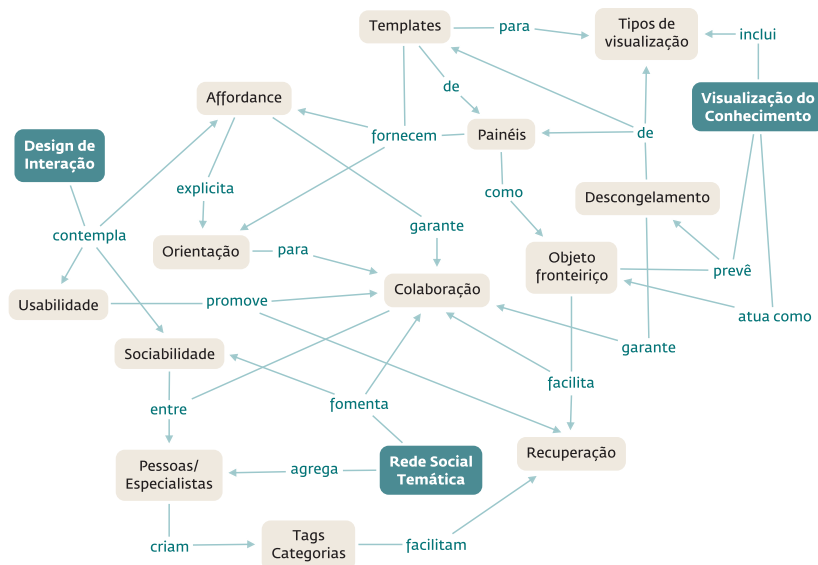 Templates
para
Tipos de
visualização
inclui
de
Affordance
Visualização do
Conhecimento
fornecem
Painéis
de
Design de
Interação
explicita
como
Descongelamento
contempla
garante
Orientação
para
Objeto
fronteiriço
prevê
Colaboração
Usabilidade
promove
atua como
Sociabilidade
garante
facilita
entre
fomenta
Recuperação
Pessoas/
Especialistas
agrega
Rede Social
Temática
criam
Tags
Categorias
facilitam